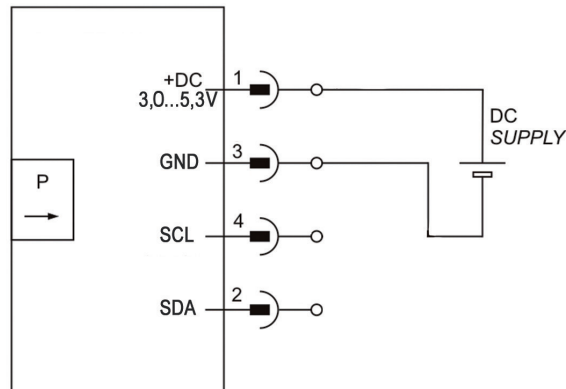 +DC 1
3,0...5,3V
DC
SUPPLY
GND 3
P
SCL 4
SDA 2